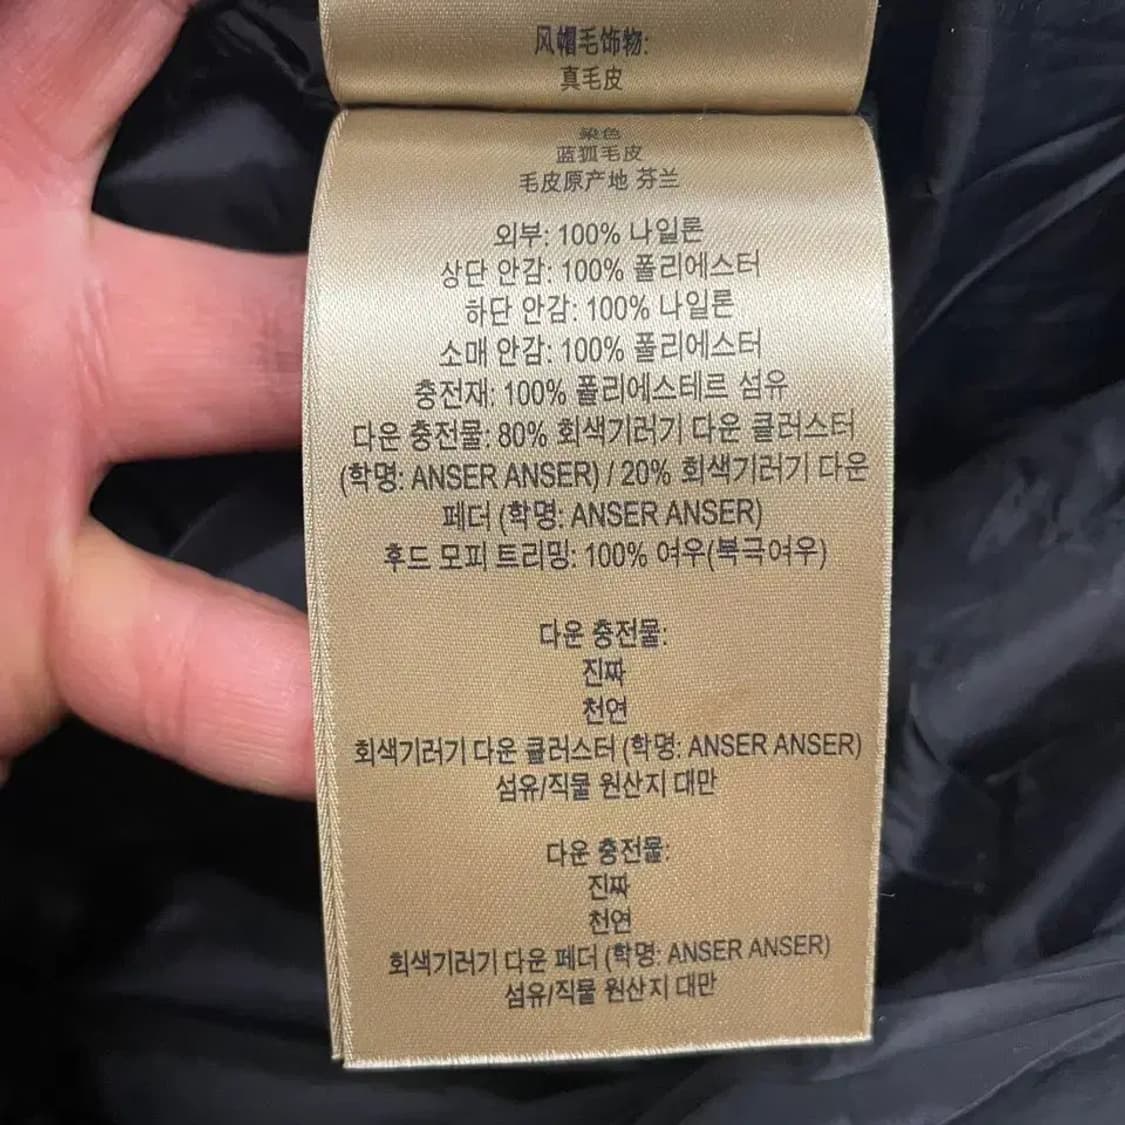 风帽毛饰物:
真毛皮
染色
蓝狐毛皮
毛皮原产地 芬兰
외부: 100% 나일론
상단 안감: 100% 폴리에스터
하단 안감: 100% 나일론
소매 안감: 100% 폴리에스터
충전재: 100% 폴리에스테르 섬유
다운 충전물: 80% 회색기러기 다운 클러스터
(학명: ANSER ANSER) / 20% 회색기러기 다운
페더 (학명: ANSER ANSER)
후드 모피 트리밍: 100% 여우(북극여우)
다운 충전물:
진짜
천연
회색기러기 다운 클러스터 (학명: ANSER ANSER)
섬유/직물 원산지 대만
다운 충전물:
진짜
천연
회색기러기 다운 페더 (학명: ANSER ANSER)
섬유/직물 원산지 대만